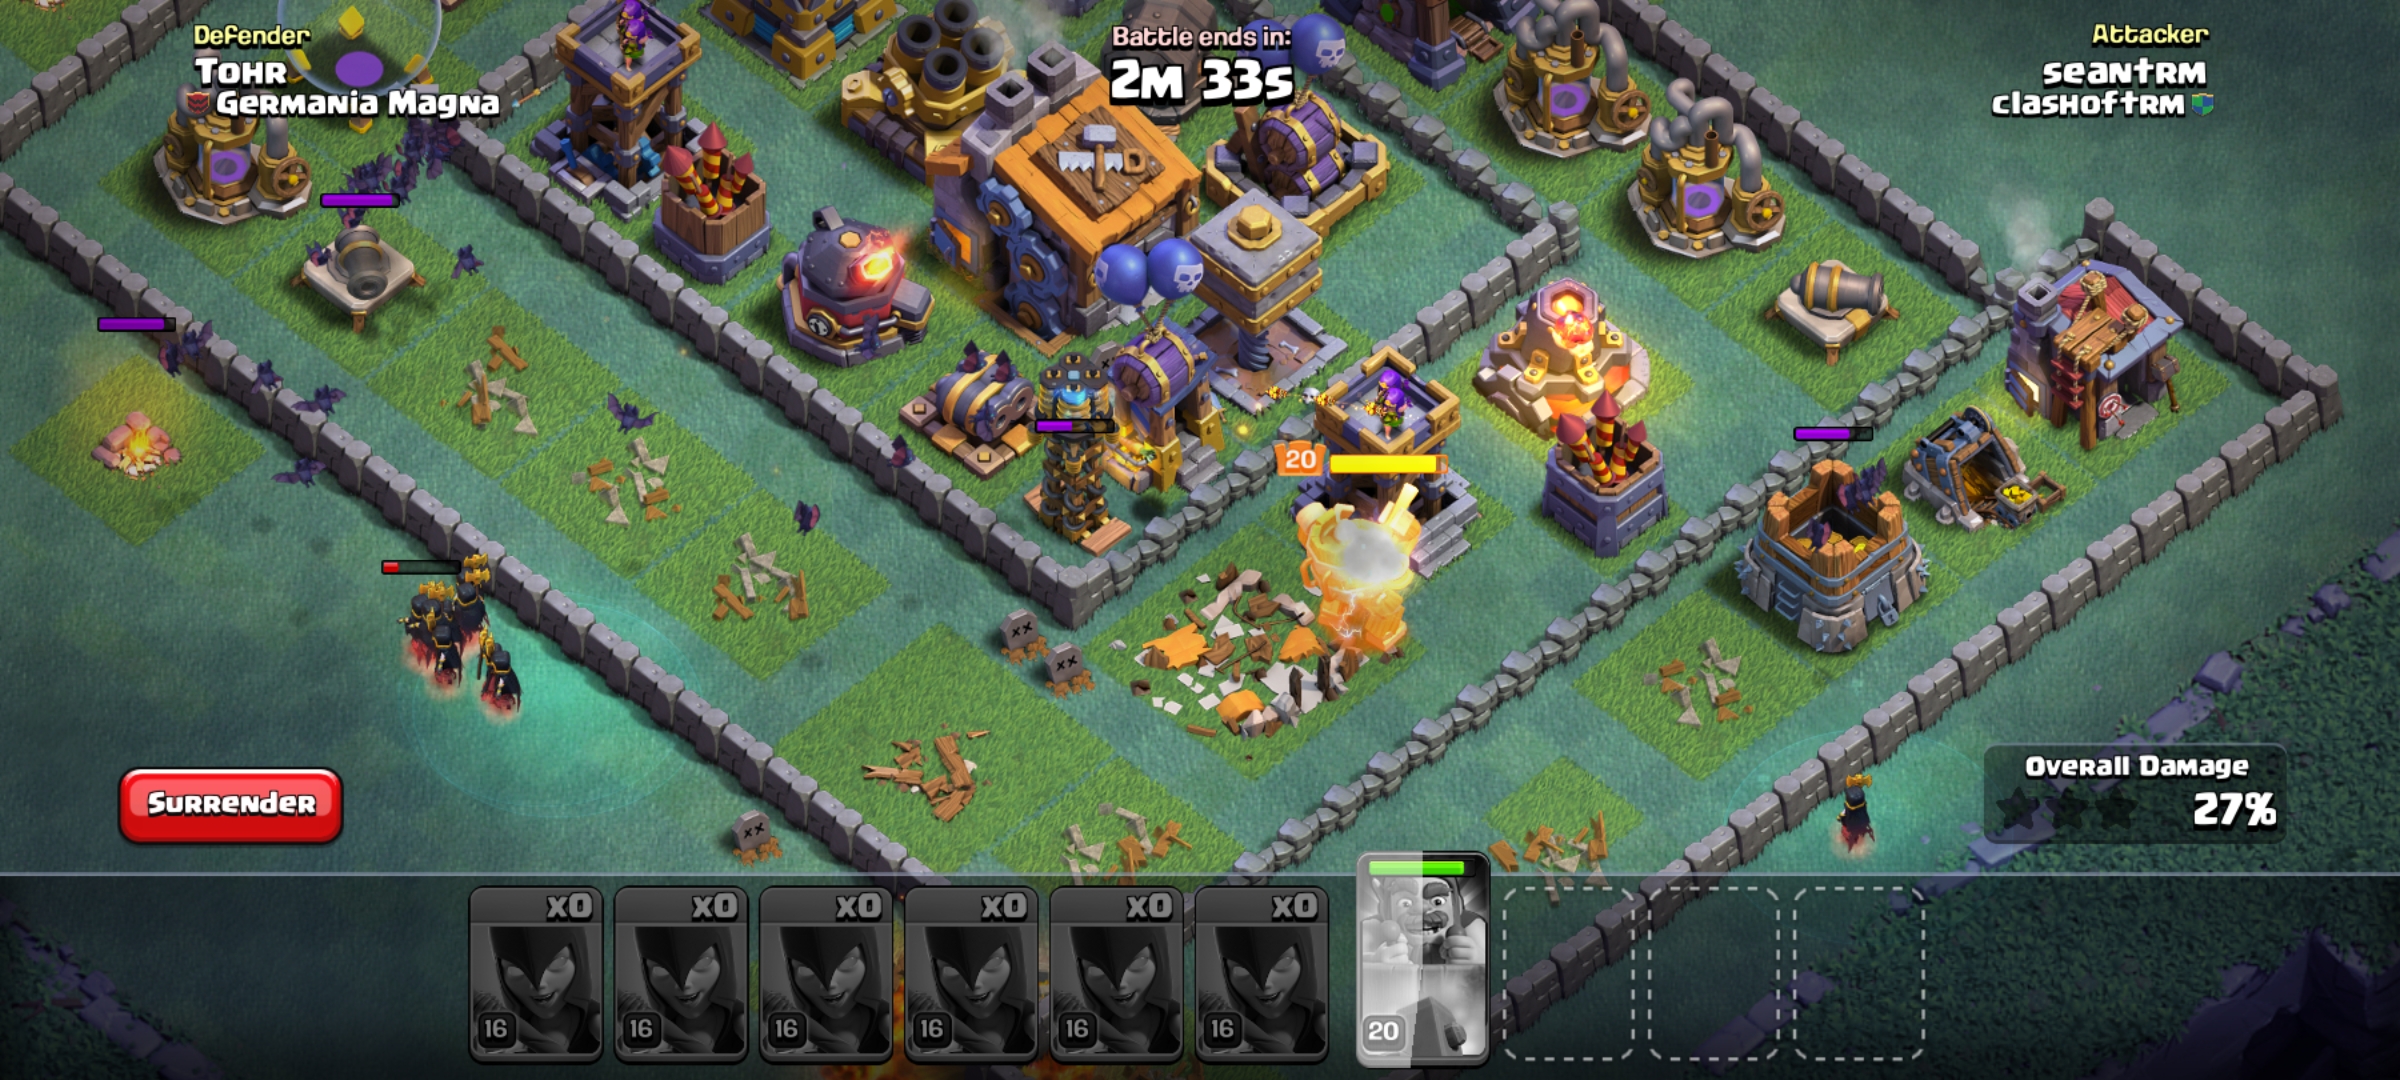 Defender
Tohr
Germania Magna
Battle ends in:
2m 33s
Attacker
seantrm
clashoftrm
20
Surrender
Overall Damage
27%
x0
x0
x0
x0
x0
x0
16
16
16
16
16
16
20